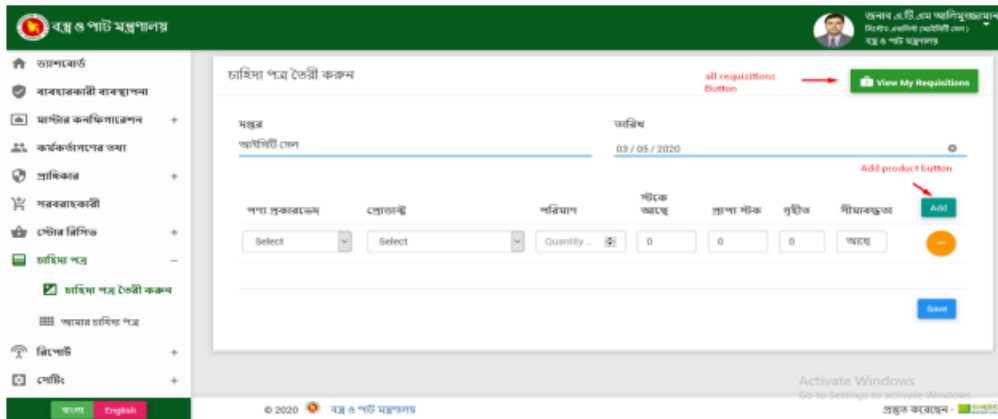 বস্ত্র ও পাট মন্ত্রণালয়
জনাব এ.টি.এম আলিমুজ্জামান
বস্ত্র ও পাট মন্ত্রণালয়
ড্যাশবোর্ড
ব্যবহারকারী ব্যবস্থাপনা
মাস্টার কনফিগারেশন +
কর্মকর্তাগণের তথ্য
প্রাধিকার +
সরবরাহকারী
স্টোর রিসিভ +
চাহিদা পত্র −
চাহিদা পত্র তৈরী করুন
আমার চাহিদা পত্র
রিপোর্ট +
সেটিং +
বাংলা English
চাহিদা পত্র তৈরী করুন
all requisitions
Button
View My Requisitions
দপ্তর
আইসিটি সেল
তারিখ
03 / 05 / 2020
Add product button
পণ্য প্রকারভেদ প্রোডাক্ট পরিমাণ স্টকে আছে প্রাপ্য স্টক গৃহীত সীমাবদ্ধতা Add
Select Select Quantity... 0 0 0 আছে −
Save
Activate Windows
Go to Settings to activate Windows.
© 2020 বস্ত্র ও পাট মন্ত্রণালয়
প্রস্তুত করেছেন -